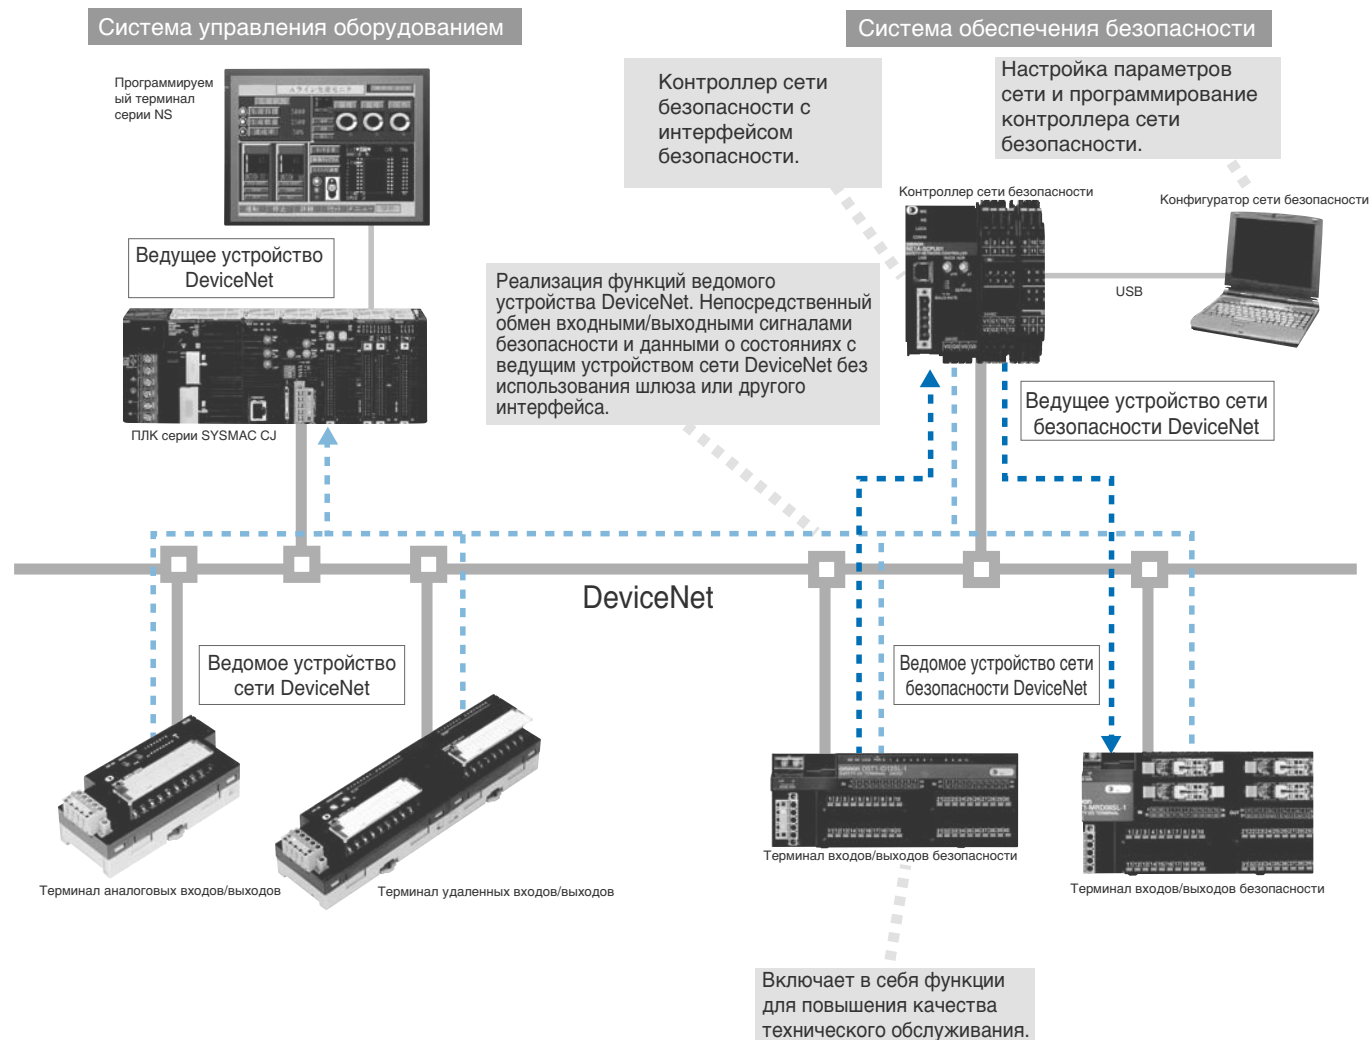 Система управления оборудованием
Система обеспечения безопасности
Программируем
ый терминал
серии NS
Контроллер сети
безопасности с
интерфейсом
безопасности.
Настройка параметров
сети и программирование
контроллера сети
безопасности.
Контроллер сети безопасности
Конфигуратор сети безопасности
Ведущее устройство
DeviceNet
Реализация функций ведомого
устройства DeviceNet. Непосредственный
обмен входными/выходными сигналами
безопасности и данными о состояниях с
ведущим устройством сети DeviceNet без
использования шлюза или другого
интерфейса.
USB
Ведущее устройство сети
безопасности DeviceNet
ПЛК серии SYSMAC CJ
DeviceNet
Ведомое устройство
сети DeviceNet
Ведомое устройство сети
безопасности DeviceNet
Терминал аналоговых входов/выходов
Терминал удаленных входов/выходов
Терминал входов/выходов безопасности
Терминал входов/выходов безопасности
Включает в себя функции
для повышения качества
технического обслуживания.